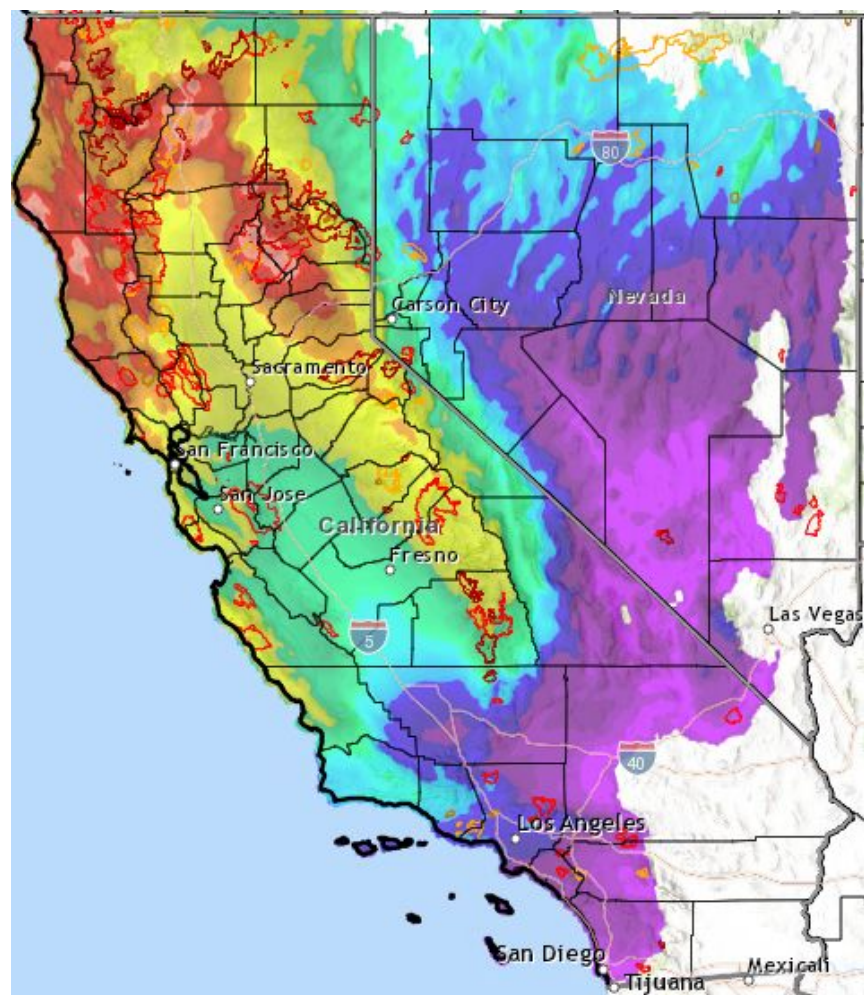 80
Carson City
Nevada
Sacramento
San Francisco
San Jose
California
Fresno
Las Vegas
5
40
Los Angeles
San Diego
Tijuana
Mexicali